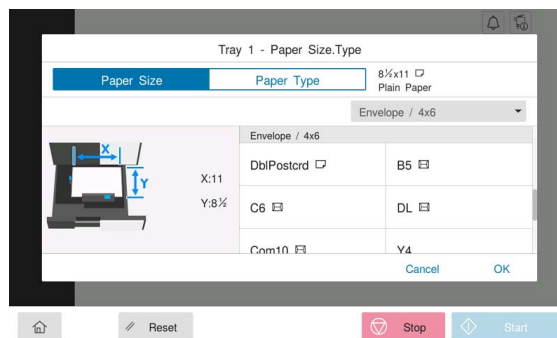 Tray 1 - Paper Size.Type
Paper Size
Paper Type
8½x11
Plain Paper
Envelope / 4x6
Envelope / 4x6
X
Y
X:11
Y:8½
DblPostcrd
B5
C6
DL
Com10
Y4
Cancel
OK
Reset
Stop
Start